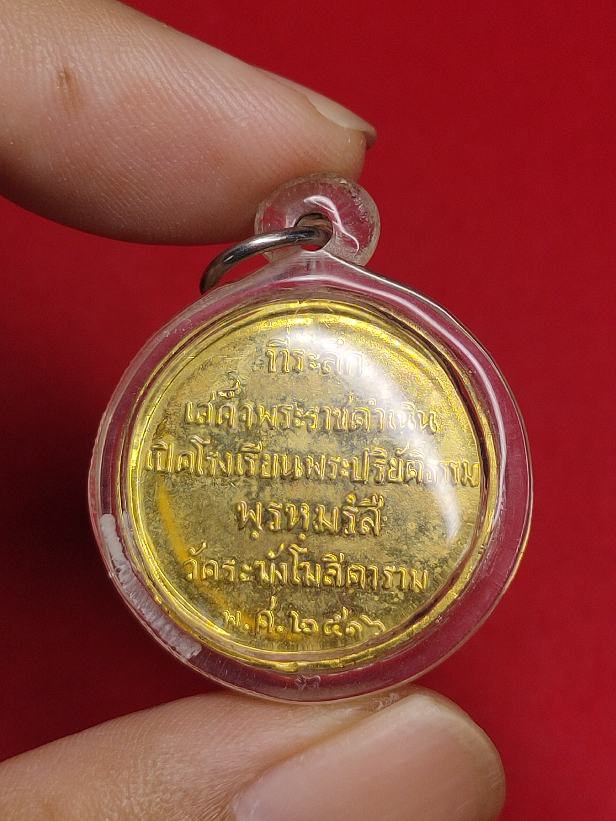 ที่ระลึก
เสด็จพระราชดำเนิน
เปิดโรงเรียนพระปริยัติธรรม
พฺรหฺมรํสี
วัดระฆังโฆสิตาราม
พ.ศ.๒๕๑๖